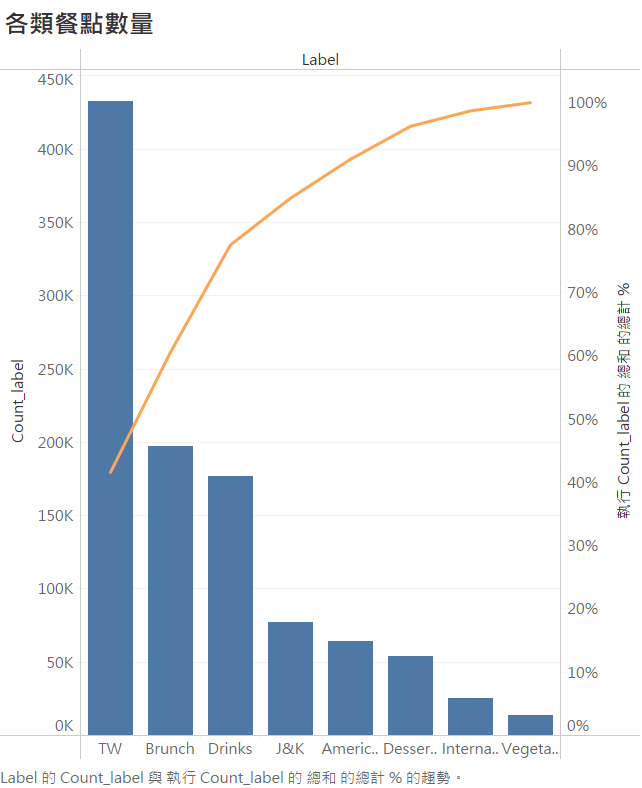 各類餐點數量
Label
450K
400K
350K
300K
250K
200K
150K
100K
50K
0K
Count_label
100%
90%
80%
70%
60%
50%
40%
30%
20%
10%
0%
執行 Count_label 的 總和 的總計 %
TW Brunch Drinks J&K Americ.. Desser.. Interna.. Vegeta..
Label 的 Count_label 與 執行 Count_label 的 總和 的總計 % 的趨勢。